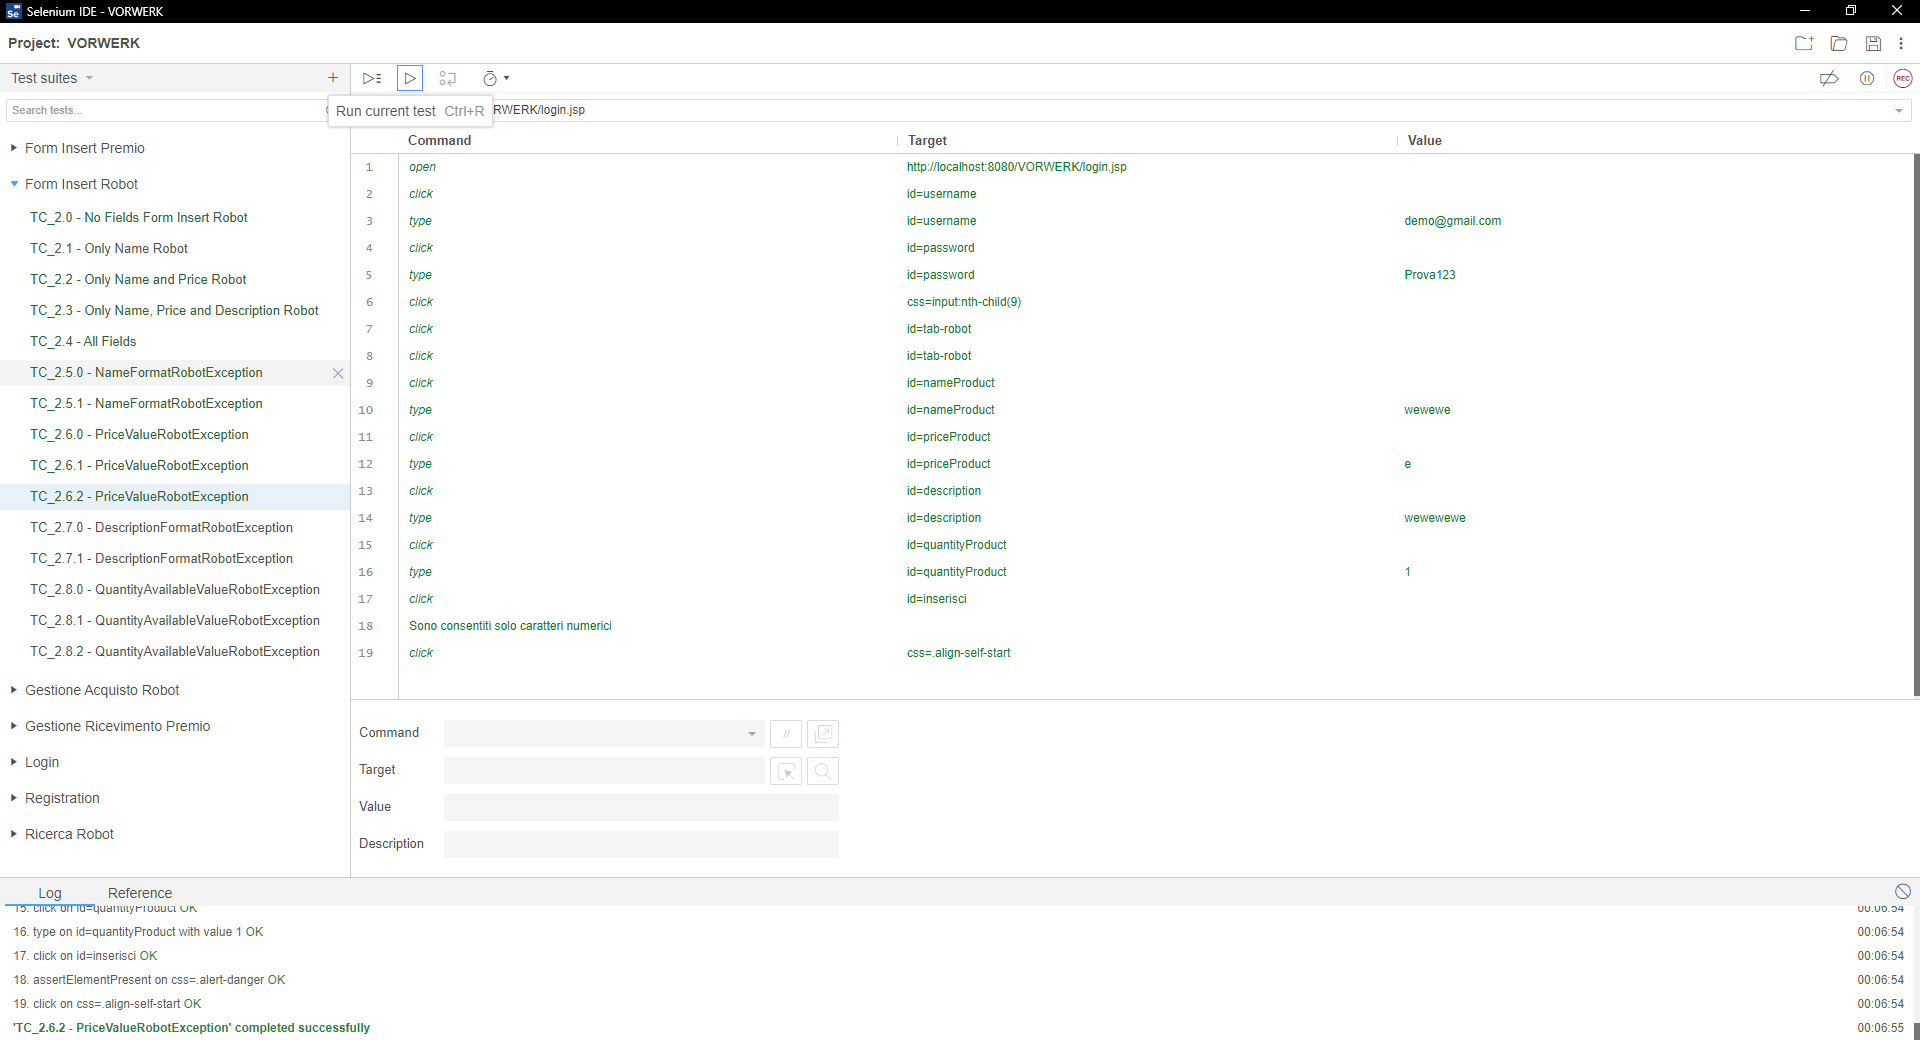 Selenium IDE - VORWERK
Project: VORWERK
Test suites
Search tests...
Run current test Ctrl+R
RWERK/login.jsp
Command Target Value
Form Insert Premio
Form Insert Robot
TC_2.0 - No Fields Form Insert Robot
TC_2.1 - Only Name Robot
TC_2.2 - Only Name and Price Robot
TC_2.3 - Only Name, Price and Description Robot
TC_2.4 - All Fields
TC_2.5.0 - NameFormatRobotException
TC_2.5.1 - NameFormatRobotException
TC_2.6.0 - PriceValueRobotException
TC_2.6.1 - PriceValueRobotException
TC_2.6.2 - PriceValueRobotException
TC_2.7.0 - DescriptionFormatRobotException
TC_2.7.1 - DescriptionFormatRobotException
TC_2.8.0 - QuantityAvailableValueRobotException
TC_2.8.1 - QuantityAvailableValueRobotException
TC_2.8.2 - QuantityAvailableValueRobotException
Gestione Acquisto Robot
Gestione Ricevimento Premio
Login
Registration
Ricerca Robot
1 open http://localhost:8080/VORWERK/login.jsp
2 click id=username
3 type id=username demo@gmail.com
4 click id=password
5 type id=password Prova123
6 click css=input:nth-child(9)
7 click id=tab-robot
8 click id=tab-robot
9 click id=nameProduct
10 type id=nameProduct wewewe
11 click id=priceProduct
12 type id=priceProduct e
13 click id=description
14 type id=description wewewewe
15 click id=quantityProduct
16 type id=quantityProduct 1
17 click id=inserisci
18 Sono consentiti solo caratteri numerici
19 click css=.align-self-start
Command //
Target
Value
Description
REC
Log Reference
15. click on id=quantityProduct OK 00:06:54
16. type on id=quantityProduct with value 1 OK 00:06:54
17. click on id=inserisci OK 00:06:54
18. assertElementPresent on css=.alert-danger OK 00:06:54
19. click on css=.align-self-start OK 00:06:54
'TC_2.6.2 - PriceValueRobotException' completed successfully 00:06:55